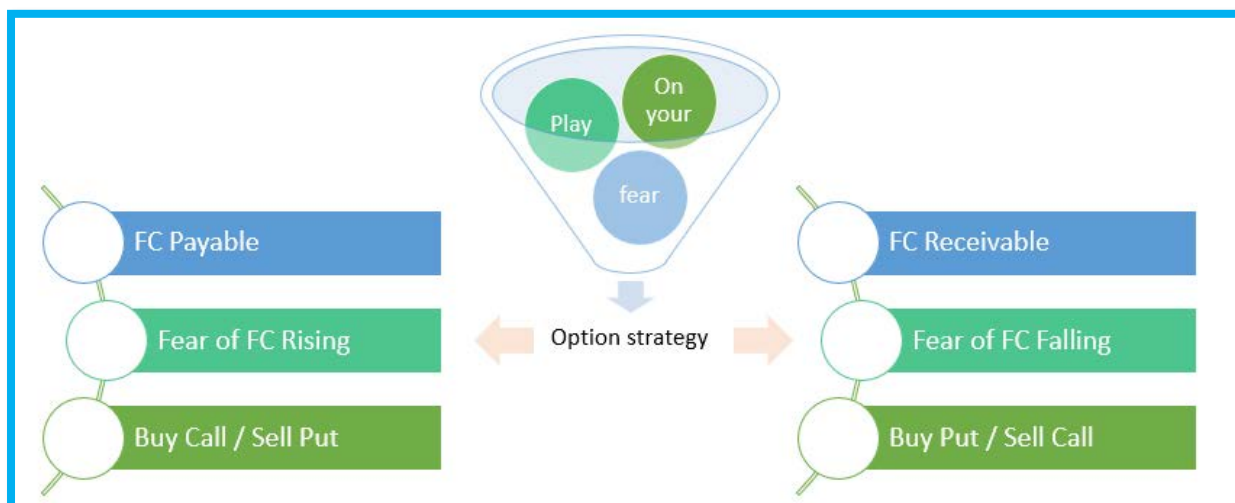 Play
On
your
fear
FC Payable
Fear of FC Rising
Buy Call / Sell Put
Option strategy
FC Receivable
Fear of FC Falling
Buy Put / Sell Call